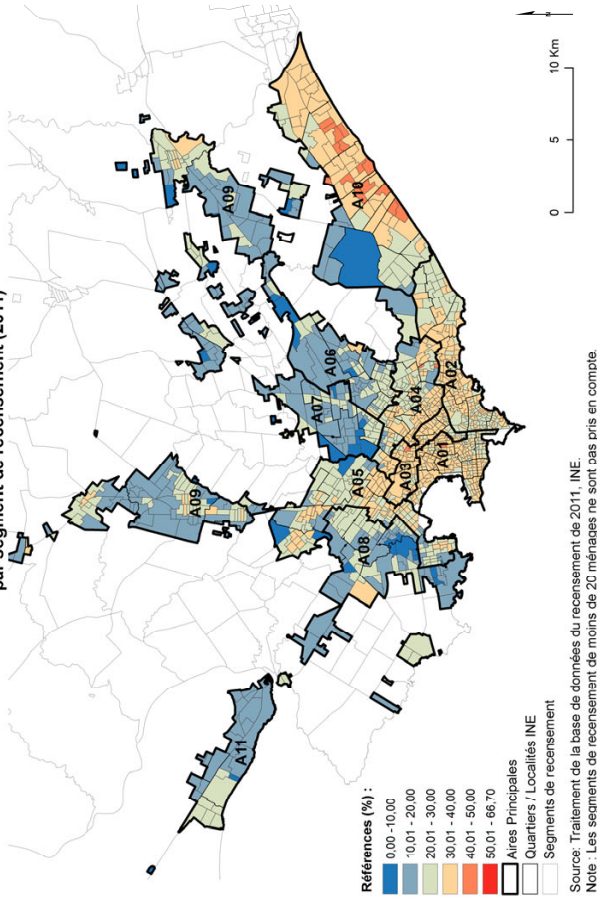 par segment de recensement (2011)
A09
A09
A06
A07
A10
A04
A02
A05
A03
A01
A08
A11
N
0 5 10 Km
Références (%) :
0,00 -10,00
10,01 - 20,00
20,01 - 30,00
30,01 - 40,00
40,01 - 50,00
50,01 - 66,70
Aires Principales
Quartiers / Localités INE
Segments de recensement
Source: Traitement de la base de données du recensement de 2011, INE.
Note : Les segments de recensement de moins de 20 ménages ne sont pas pris en compte.